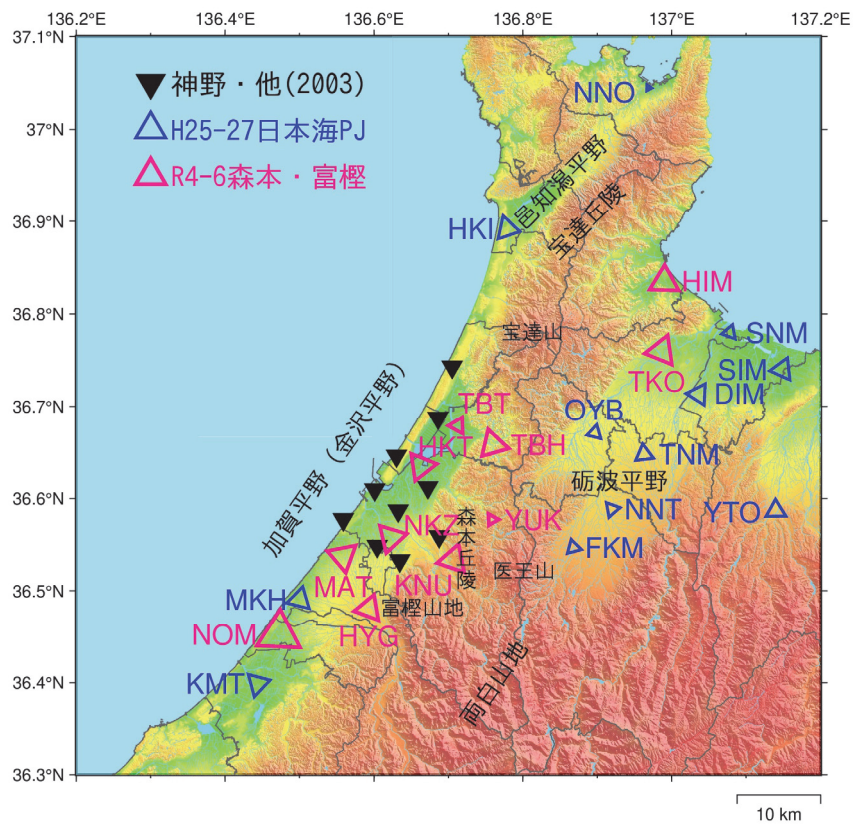 136.2°E 136.4°E 136.6°E 136.8°E 137°E 137.2°E
37.1°N
神野・他(2003)
NNO
37°N
H25-27日本海PJ
R4-6森本・富樫
邑知潟平野
36.9°N
HKI
宝達丘陵
HIM
36.8°N
宝達山
SNM
TKO
SIM
DIM
加賀平野（金沢平野）
36.7°N
TBT
OYB
HKT
TBH
TNM
砺波平野
36.6°N
NKZ
森本丘陵
YUK
NNT
YTO
FKM
36.5°N
MAT
KNU
医王山
MKH
富樫山地
NOM
HYG
36.4°N
KMT
両白山地
36.3°N
10 km